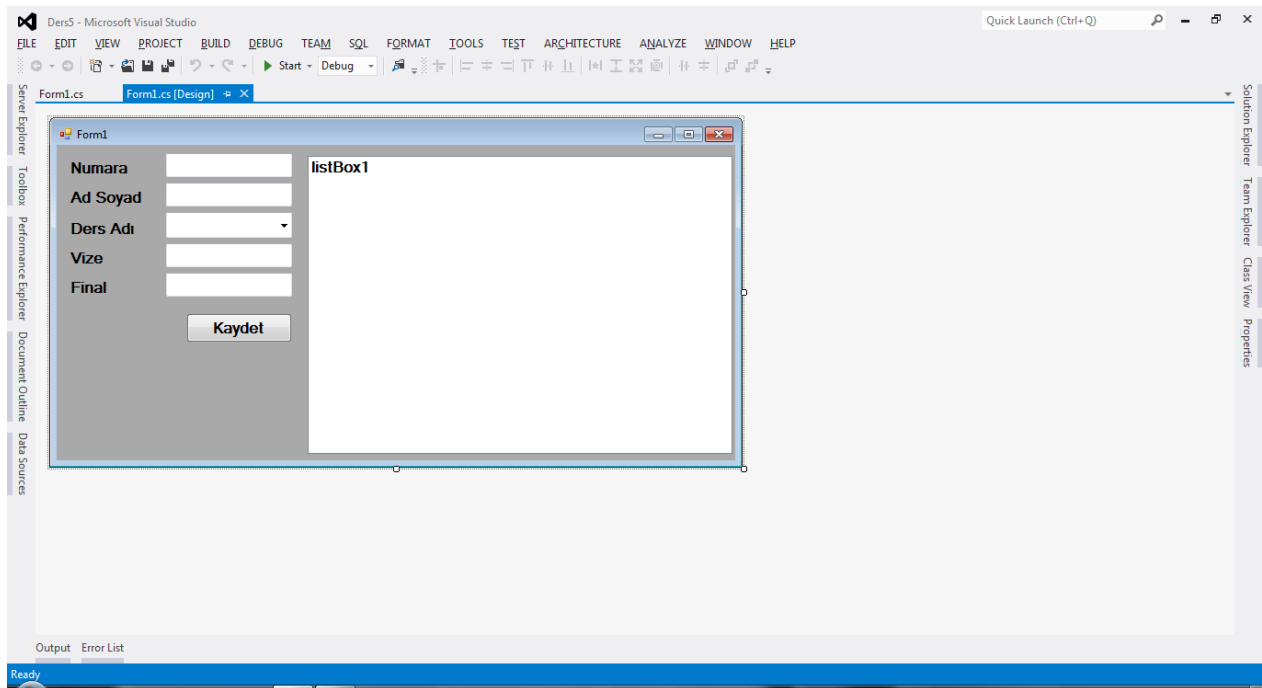 Ders5 - Microsoft Visual Studio
Quick Launch (Ctrl+Q)
FILE EDIT VIEW PROJECT BUILD DEBUG TEAM SQL FORMAT TOOLS TEST ARCHITECTURE ANALYZE WINDOW HELP
Start Debug
Form1.cs Form1.cs [Design]
Server Explorer
Toolbox
Performance Explorer
Document Outline
Data Sources
Form1
Numara
Ad Soyad
Ders Adı
Vize
Final
Kaydet
listBox1
Solution Explorer
Team Explorer
Class View
Properties
Output Error List
Ready